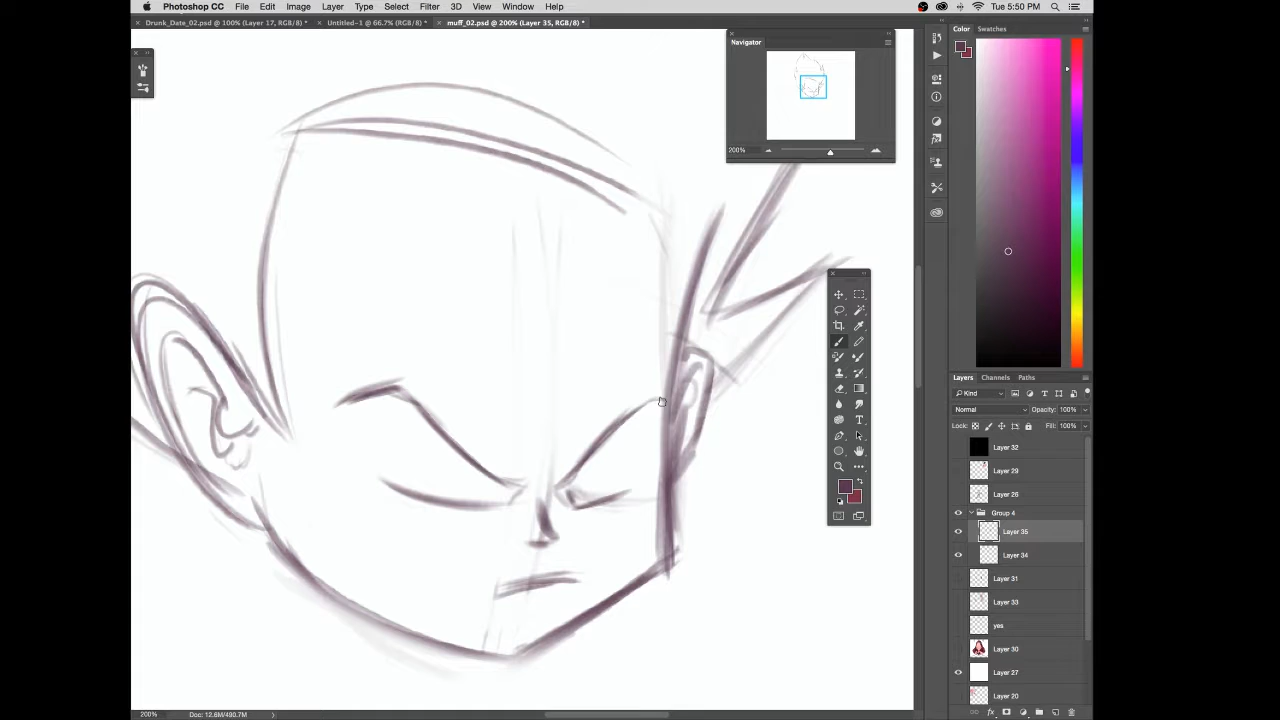 Photoshop CC File Edit Image Layer Type Select Filter 3D View Window Help Tue 5:50 PM
Drunk_Date_02.psd @ 100% (Layer 17, RGB/8) * Untitled-1 @ 66.7% (RGB/8) * muff_02.psd @ 200% (Layer 35, RGB/8) *
Navigator
200%
Color Swatches
Layers Channels Paths
Kind
Normal Opacity: 100%
Lock: Fill: 100%
Layer 32
Layer 29
Layer 26
Group 4
Layer 35
Layer 34
Layer 31
Layer 33
yes
Layer 30
Layer 27
Layer 20
200% Doc: 12.6M/490.7M